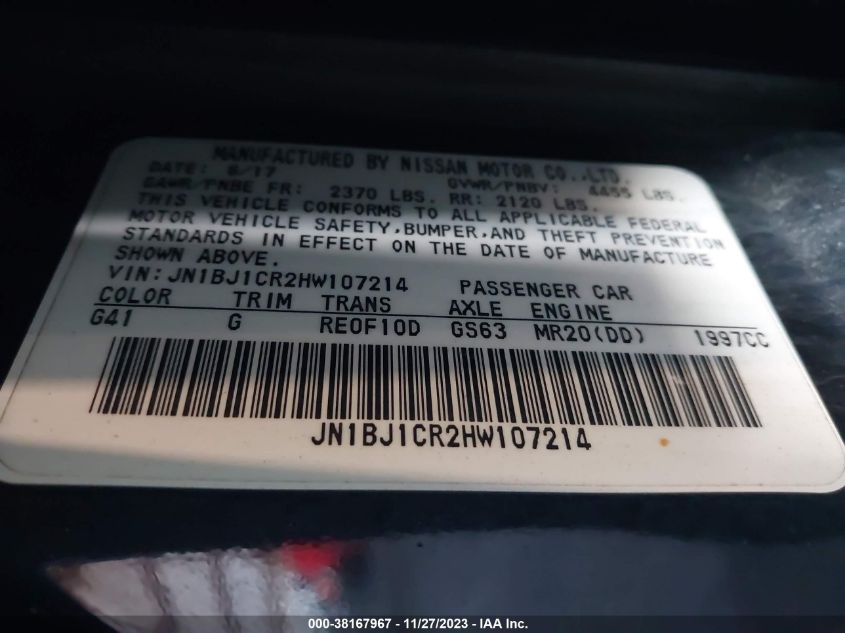 MANUFACTURED BY NISSAN MOTOR CO.,LTD.
DATE: 6/17 GVWR/PNBV: 4455 LBS.
GAWR/PNBE FR: 2370 LBS. RR: 2120 LBS.
THIS VEHICLE CONFORMS TO ALL APPLICABLE FEDERAL
MOTOR VEHICLE SAFETY,BUMPER,AND THEFT PREVENTION
STANDARDS IN EFFECT ON THE DATE OF MANUFACTURE
SHOWN ABOVE.
VIN:JN1BJ1CR2HW107214 PASSENGER CAR
COLOR TRIM TRANS AXLE ENGINE
G41 G RE0F10D GS63 MR20(DD) 1997CC
JN1BJ1CR2HW107214
000-38167967 - 11/27/2023 - IAA Inc.